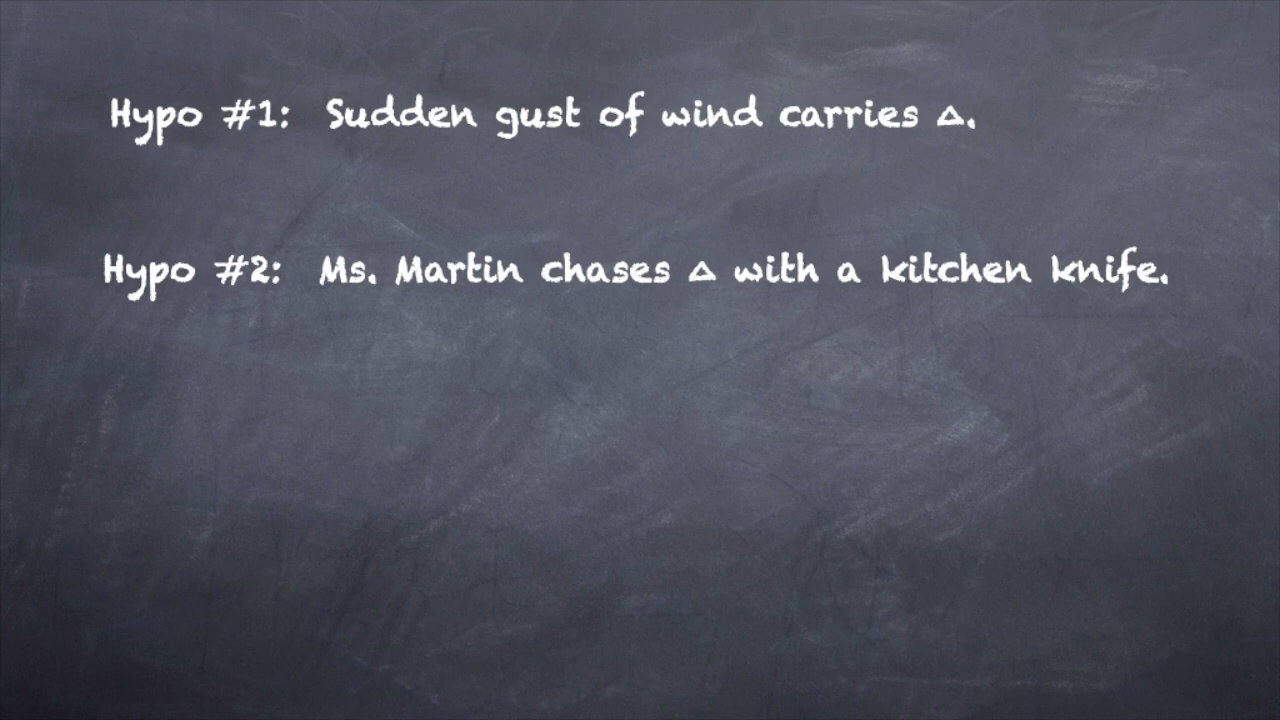 Hypo #1: Sudden gust of wind carries Δ.
Hypo #2: Ms. Martin chases Δ with a kitchen knife.